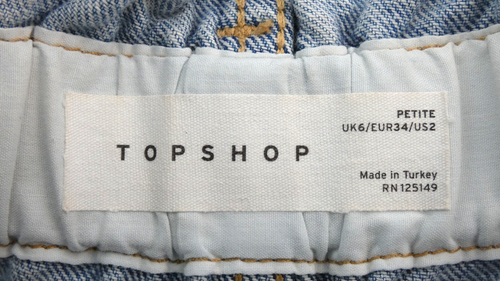 PETITE
UK6/EUR34/US2
TOPSHOP
Made in Turkey
RN 125149